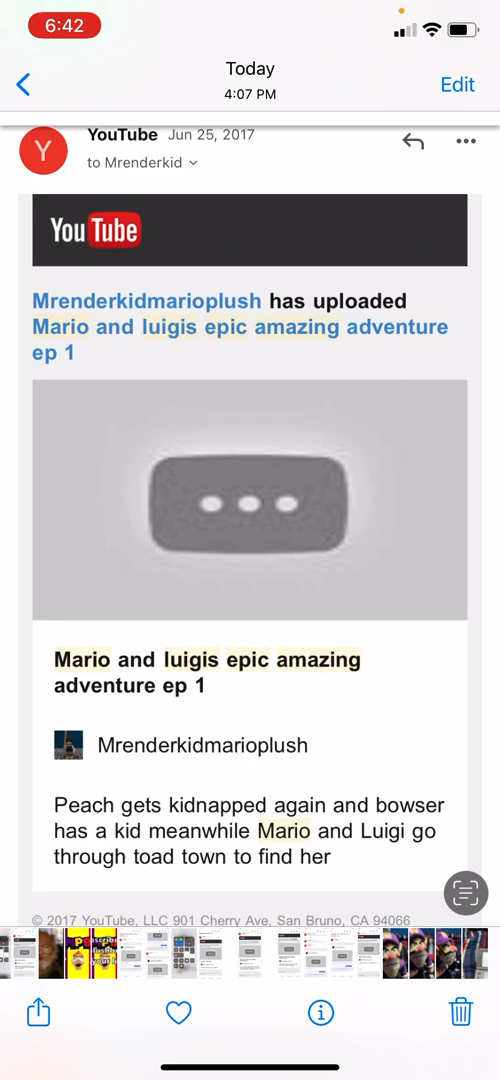 6:42
Today
4:07 PM
Edit
Y
YouTube Jun 25, 2017
to Mrenderkid
YouTube
Mrenderkidmarioplush has uploaded
Mario and luigis epic amazing adventure
ep 1
Mario and luigis epic amazing
adventure ep 1
Mrenderkidmarioplush
Peach gets kidnapped again and bowser
has a kid meanwhile Mario and Luigi go
through toad town to find her
© 2017 YouTube, LLC 901 Cherry Ave, San Bruno, CA 94066